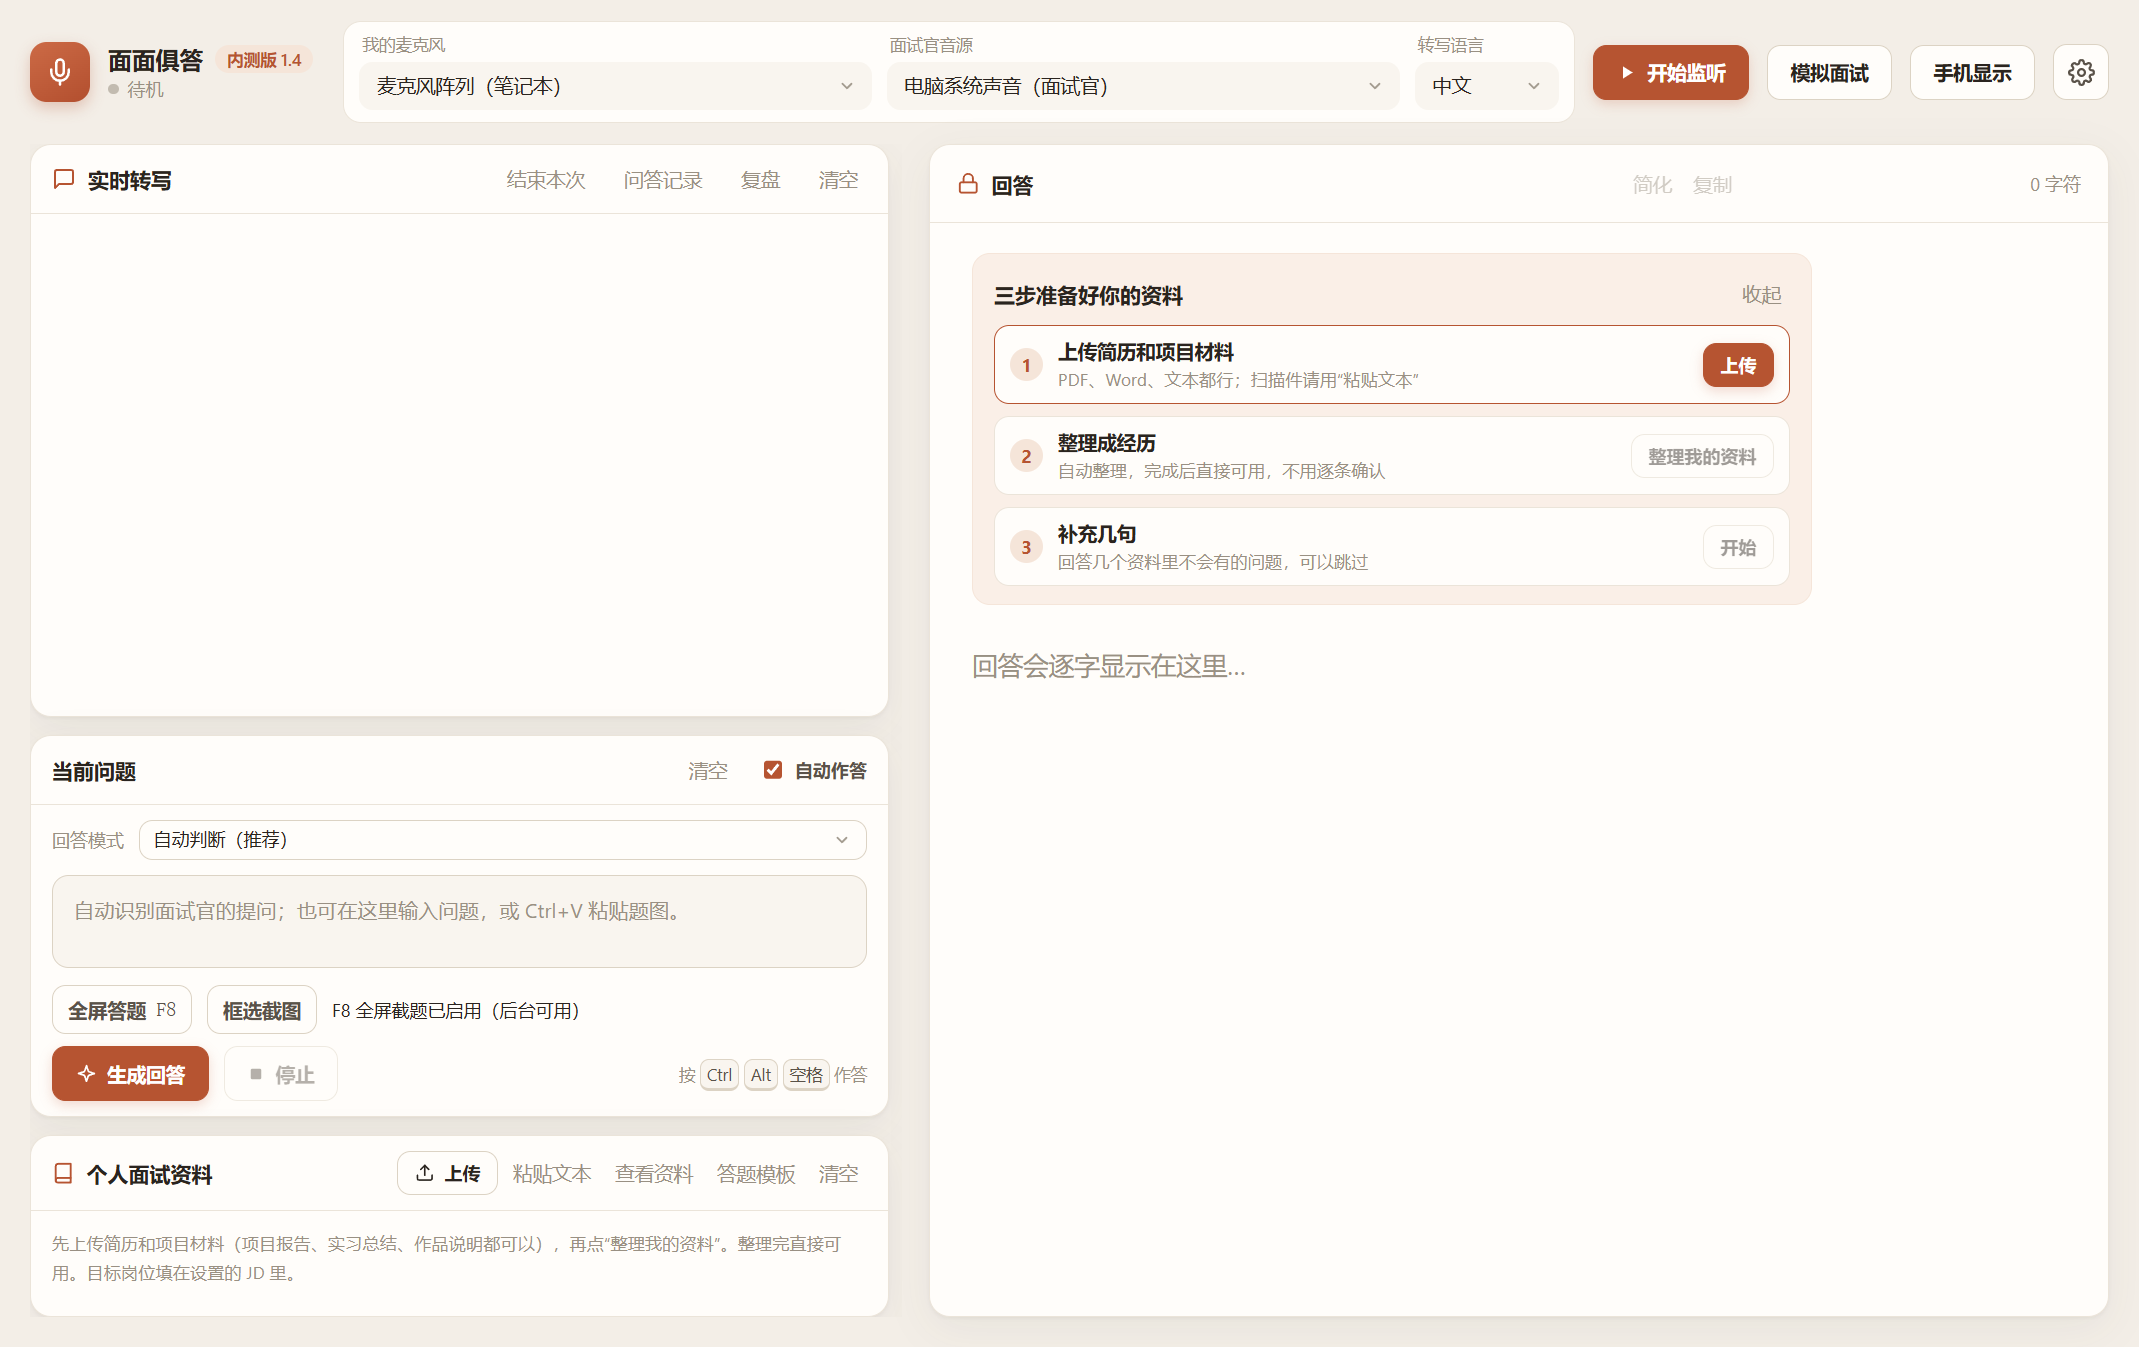 面面俱答
内测版 1.4
待机
我的麦克风
麦克风阵列（笔记本）
面试官音源
电脑系统声音（面试官）
转写语言
中文
开始监听
模拟面试
手机显示
实时转写
结束本次
问答记录
复盘
清空
当前问题
清空
自动作答
回答模式
自动判断（推荐）
自动识别面试官的提问；也可在这里输入问题，或 Ctrl+V 粘贴题图。
全屏答题 F8
框选截图
F8 全屏截题已启用（后台可用）
生成回答
停止
按 Ctrl Alt 空格 作答
个人面试资料
上传
粘贴文本
查看资料
答题模板
清空
先上传简历和项目材料（项目报告、实习总结、作品说明都可以），再点“整理我的资料”。整理完直接可
用。目标岗位填在设置的 JD 里。
回答
简化
复制
0 字符
三步准备好你的资料
收起
1
上传简历和项目材料
PDF、Word、文本都行；扫描件请用“粘贴文本”
上传
2
整理成经历
自动整理，完成后直接可用，不用逐条确认
整理我的资料
3
补充几句
回答几个资料里不会有的问题，可以跳过
开始
回答会逐字显示在这里...